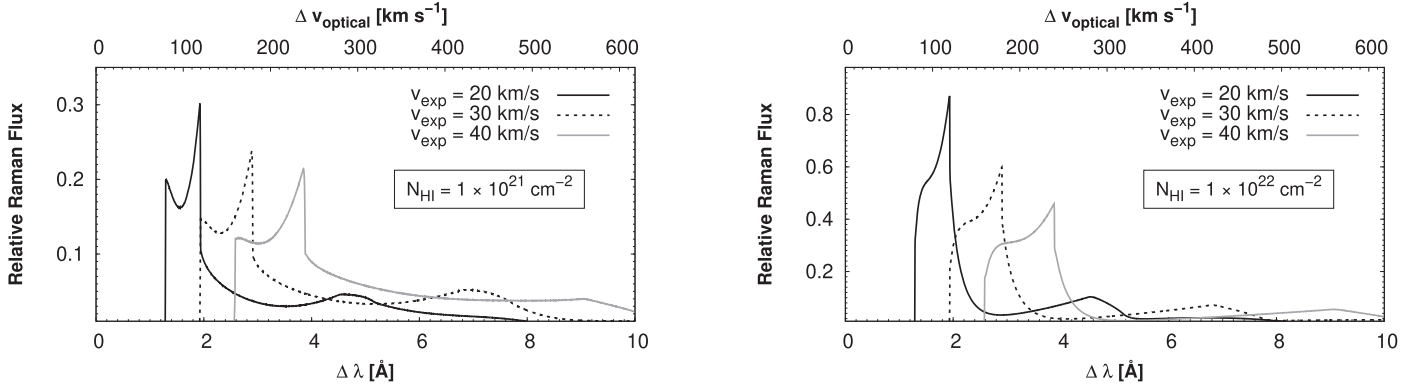 Δ v_optical [km s⁻¹]
0 100 200 300 400 500 600
Relative Raman Flux
0.3
0.2
0.1
v_exp = 20 km/s
v_exp = 30 km/s
v_exp = 40 km/s
N_HI = 1 × 10²¹ cm⁻²
0 2 4 6 8 10
Δ λ [Å]
Δ v_optical [km s⁻¹]
0 100 200 300 400 500 600
Relative Raman Flux
0.8
0.6
0.4
0.2
v_exp = 20 km/s
v_exp = 30 km/s
v_exp = 40 km/s
N_HI = 1 × 10²² cm⁻²
0 2 4 6 8 10
Δ λ [Å]